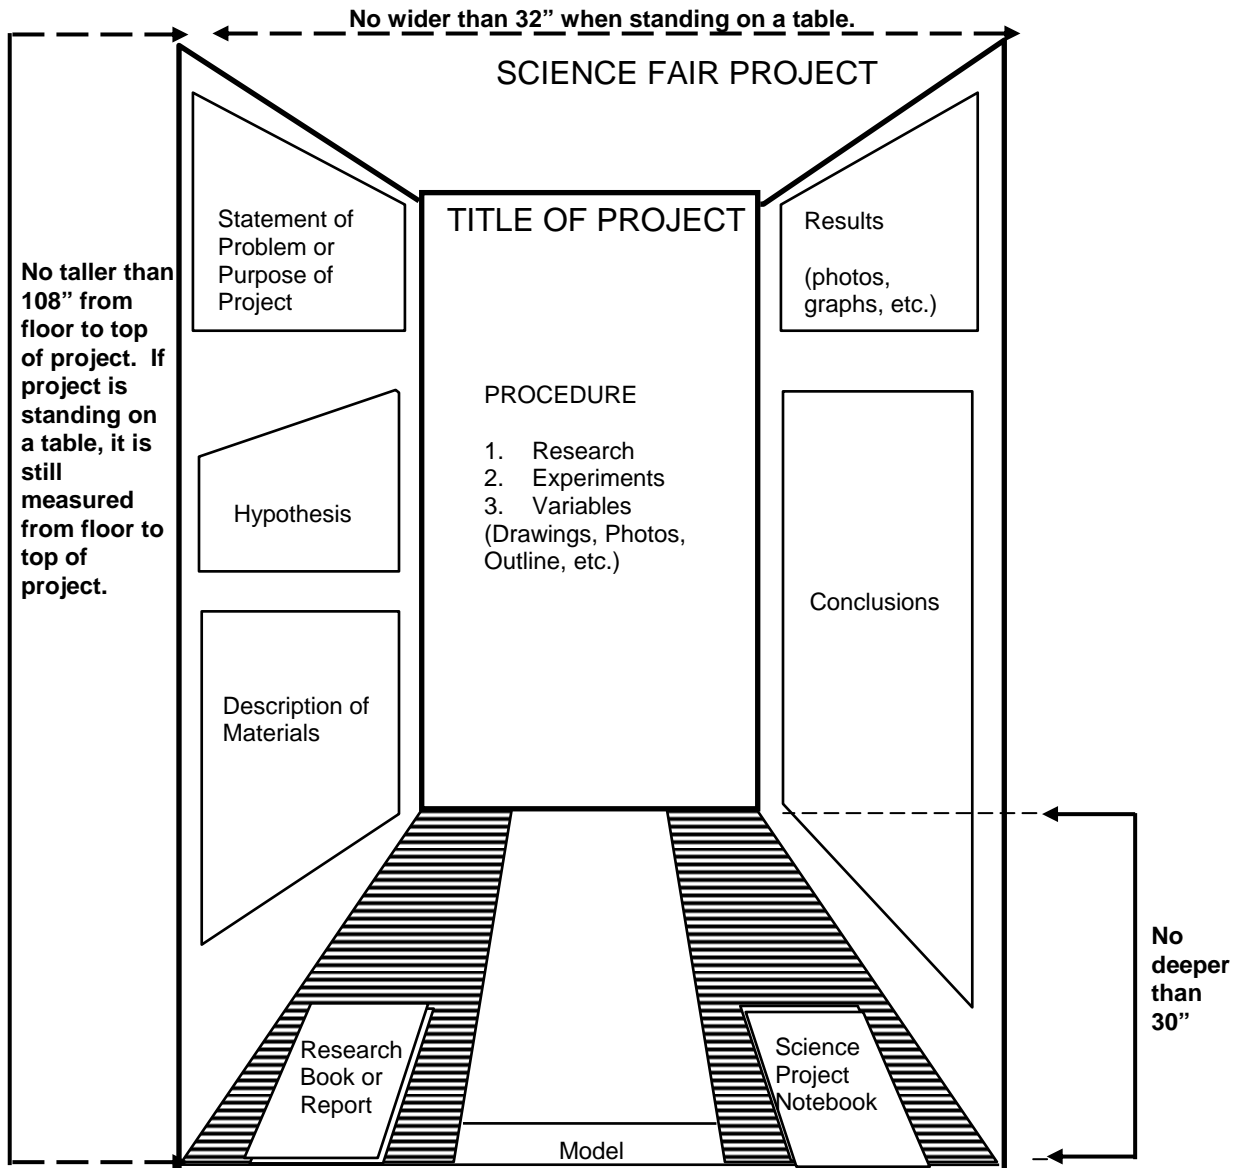 No wider than 32” when standing on a table.
SCIENCE FAIR PROJECT
No taller than
108” from
floor to top
of project.  If
project is
standing on
a table, it is
still
measured
from floor to
top of
project.
Statement of
Problem or
Purpose of
Project
Hypothesis
Description of
Materials
TITLE OF PROJECT
PROCEDURE
1. Research
2. Experiments
3. Variables
(Drawings, Photos,
Outline, etc.)
Results
(photos,
graphs, etc.)
Conclusions
No
deeper
than
30”
Research
Book or
Report
Model
Science
Project
Notebook